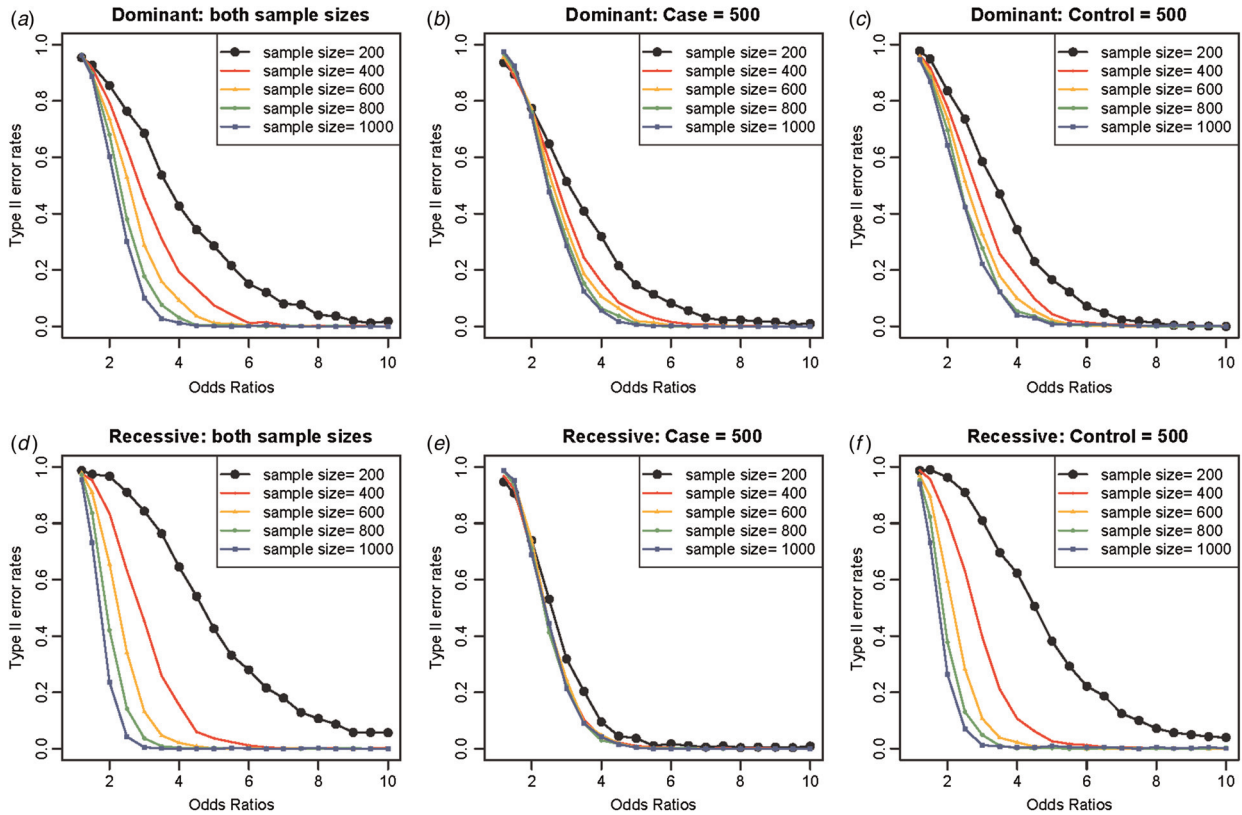 (a)
Dominant: both sample sizes
Type II error rates
0.0 0.2 0.4 0.6 0.8 1.0
sample size= 200
sample size= 400
sample size= 600
sample size= 800
sample size= 1000
2 4 6 8 10
Odds Ratios
(b)
Dominant: Case = 500
Type II error rates
0.0 0.2 0.4 0.6 0.8 1.0
sample size= 200
sample size= 400
sample size= 600
sample size= 800
sample size= 1000
2 4 6 8 10
Odds Ratios
(c)
Dominant: Control = 500
Type II error rates
0.0 0.2 0.4 0.6 0.8 1.0
sample size= 200
sample size= 400
sample size= 600
sample size= 800
sample size= 1000
2 4 6 8 10
Odds Ratios
(d)
Recessive: both sample sizes
Type II error rates
0.0 0.2 0.4 0.6 0.8 1.0
sample size= 200
sample size= 400
sample size= 600
sample size= 800
sample size= 1000
2 4 6 8 10
Odds Ratios
(e)
Recessive: Case = 500
Type II error rates
0.0 0.2 0.4 0.6 0.8 1.0
sample size= 200
sample size= 400
sample size= 600
sample size= 800
sample size= 1000
2 4 6 8 10
Odds Ratios
(f)
Recessive: Control = 500
Type II error rates
0.0 0.2 0.4 0.6 0.8 1.0
sample size= 200
sample size= 400
sample size= 600
sample size= 800
sample size= 1000
2 4 6 8 10
Odds Ratios